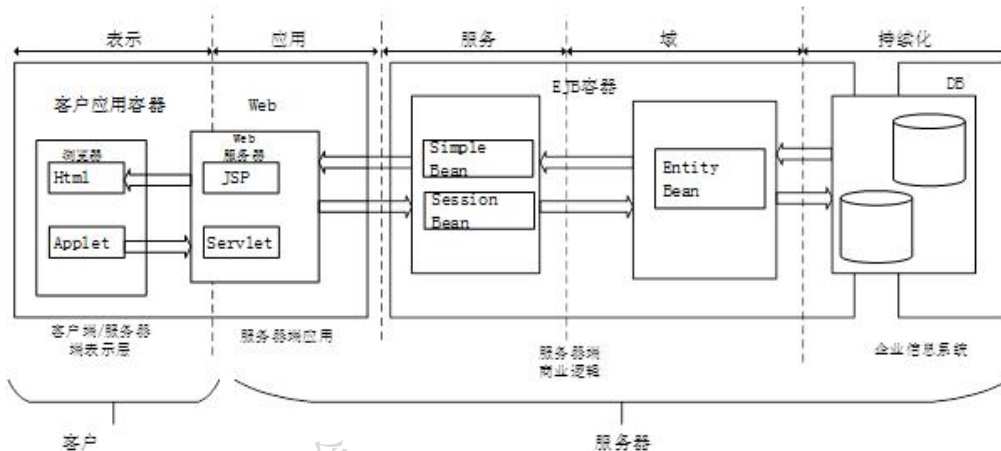 表示 应用 服务 域 持续化
客户应用容器 Web EJB容器 DB
浏览器
Web
服务器
Html
JSP
Applet
Servlet
Simple
Bean
Session
Bean
Entity
Bean
客户端/服务器
端表示层
服务器端应用
服务器端
商业逻辑
企业信息系统
客户
服务器